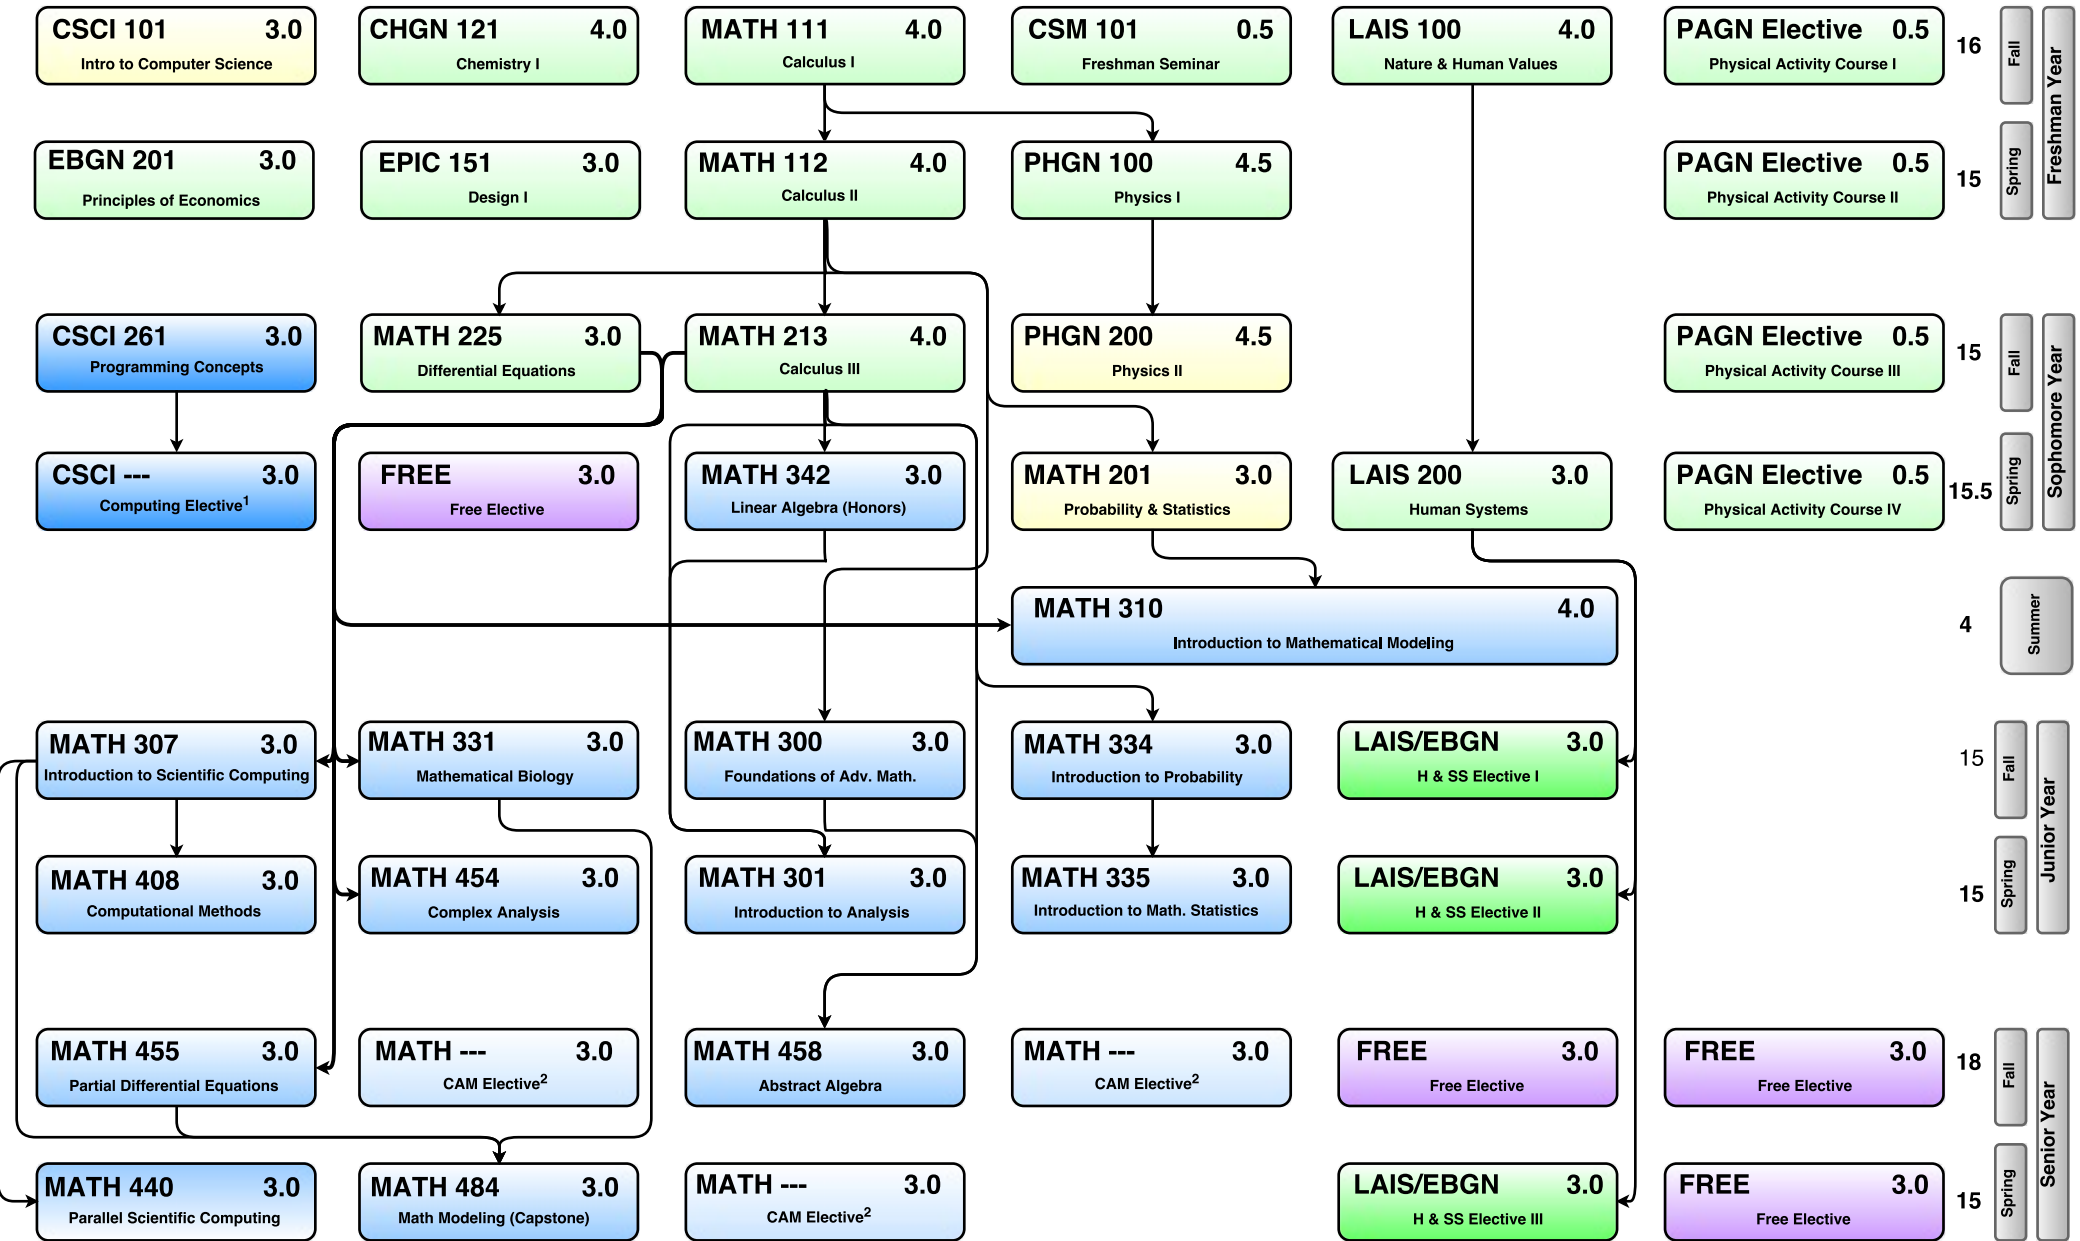 CSCI 101 3.0
Intro to Computer Science
CHGN 121 4.0
Chemistry I
MATH 111 4.0
Calculus I
CSM 101 0.5
Freshman Seminar
LAIS 100 4.0
Nature & Human Values
PAGN Elective 0.5
Physical Activity Course I
16
Fall
Freshman Year
EBGN 201 3.0
Principles of Economics
EPIC 151 3.0
Design I
MATH 112 4.0
Calculus II
PHGN 100 4.5
Physics I
PAGN Elective 0.5
Physical Activity Course II
15
Spring
CSCI 261 3.0
Programming Concepts
MATH 225 3.0
Differential Equations
MATH 213 4.0
Calculus III
PHGN 200 4.5
Physics II
PAGN Elective 0.5
Physical Activity Course III
15
Fall
Sophomore Year
CSCI --- 3.0
Computing Elective1
FREE 3.0
Free Elective
MATH 342 3.0
Linear Algebra (Honors)
MATH 201 3.0
Probability & Statistics
LAIS 200 3.0
Human Systems
PAGN Elective 0.5
Physical Activity Course IV
15.5
Spring
MATH 310 4.0
Introduction to Mathematical Modeling
4
Summer
MATH 307 3.0
Introduction to Scientific Computing
MATH 331 3.0
Mathematical Biology
MATH 300 3.0
Foundations of Adv. Math.
MATH 334 3.0
Introduction to Probability
LAIS/EBGN 3.0
H & SS Elective I
15
Fall
Junior Year
MATH 408 3.0
Computational Methods
MATH 454 3.0
Complex Analysis
MATH 301 3.0
Introduction to Analysis
MATH 335 3.0
Introduction to Math. Statistics
LAIS/EBGN 3.0
H & SS Elective II
15
Spring
MATH 455 3.0
Partial Differential Equations
MATH --- 3.0
CAM Elective2
MATH 458 3.0
Abstract Algebra
MATH --- 3.0
CAM Elective2
FREE 3.0
Free Elective
FREE 3.0
Free Elective
18
Fall
Senior Year
MATH 440 3.0
Parallel Scientific Computing
MATH 484 3.0
Math Modeling (Capstone)
MATH --- 3.0
CAM Elective2
LAIS/EBGN 3.0
H & SS Elective III
FREE 3.0
Free Elective
15
Spring